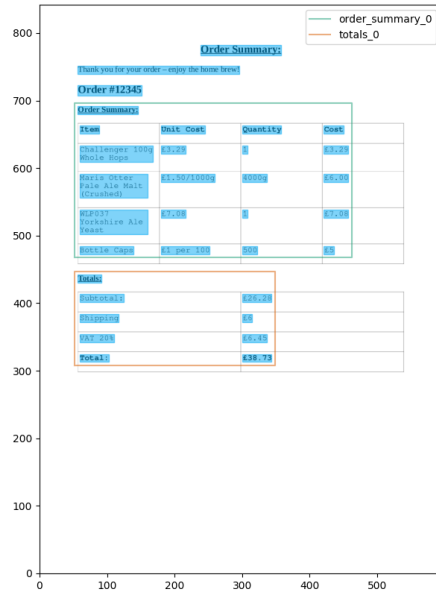 order_summary_0
totals_0
800
700
600
500
400
300
200
100
0
Order Summary:
Thank you for your order – enjoy the home brew!
Order #12345
Order Summary:
Item Unit Cost Quantity Cost
Challenger 100g £3.29 1 £3.29
Whole Hops
Maris Otter £1.50/1000g 4000g £6.00
Pale Ale Malt
(Crushed)
WLP037 £7.08 1 £7.08
Yorkshire Ale
Yeast
Bottle Caps £1 per 100 500 £5
Totals:
Subtotal: £26.28
Shipping £6
VAT 20% £6.45
Total: £38.73
0 100 200 300 400 500